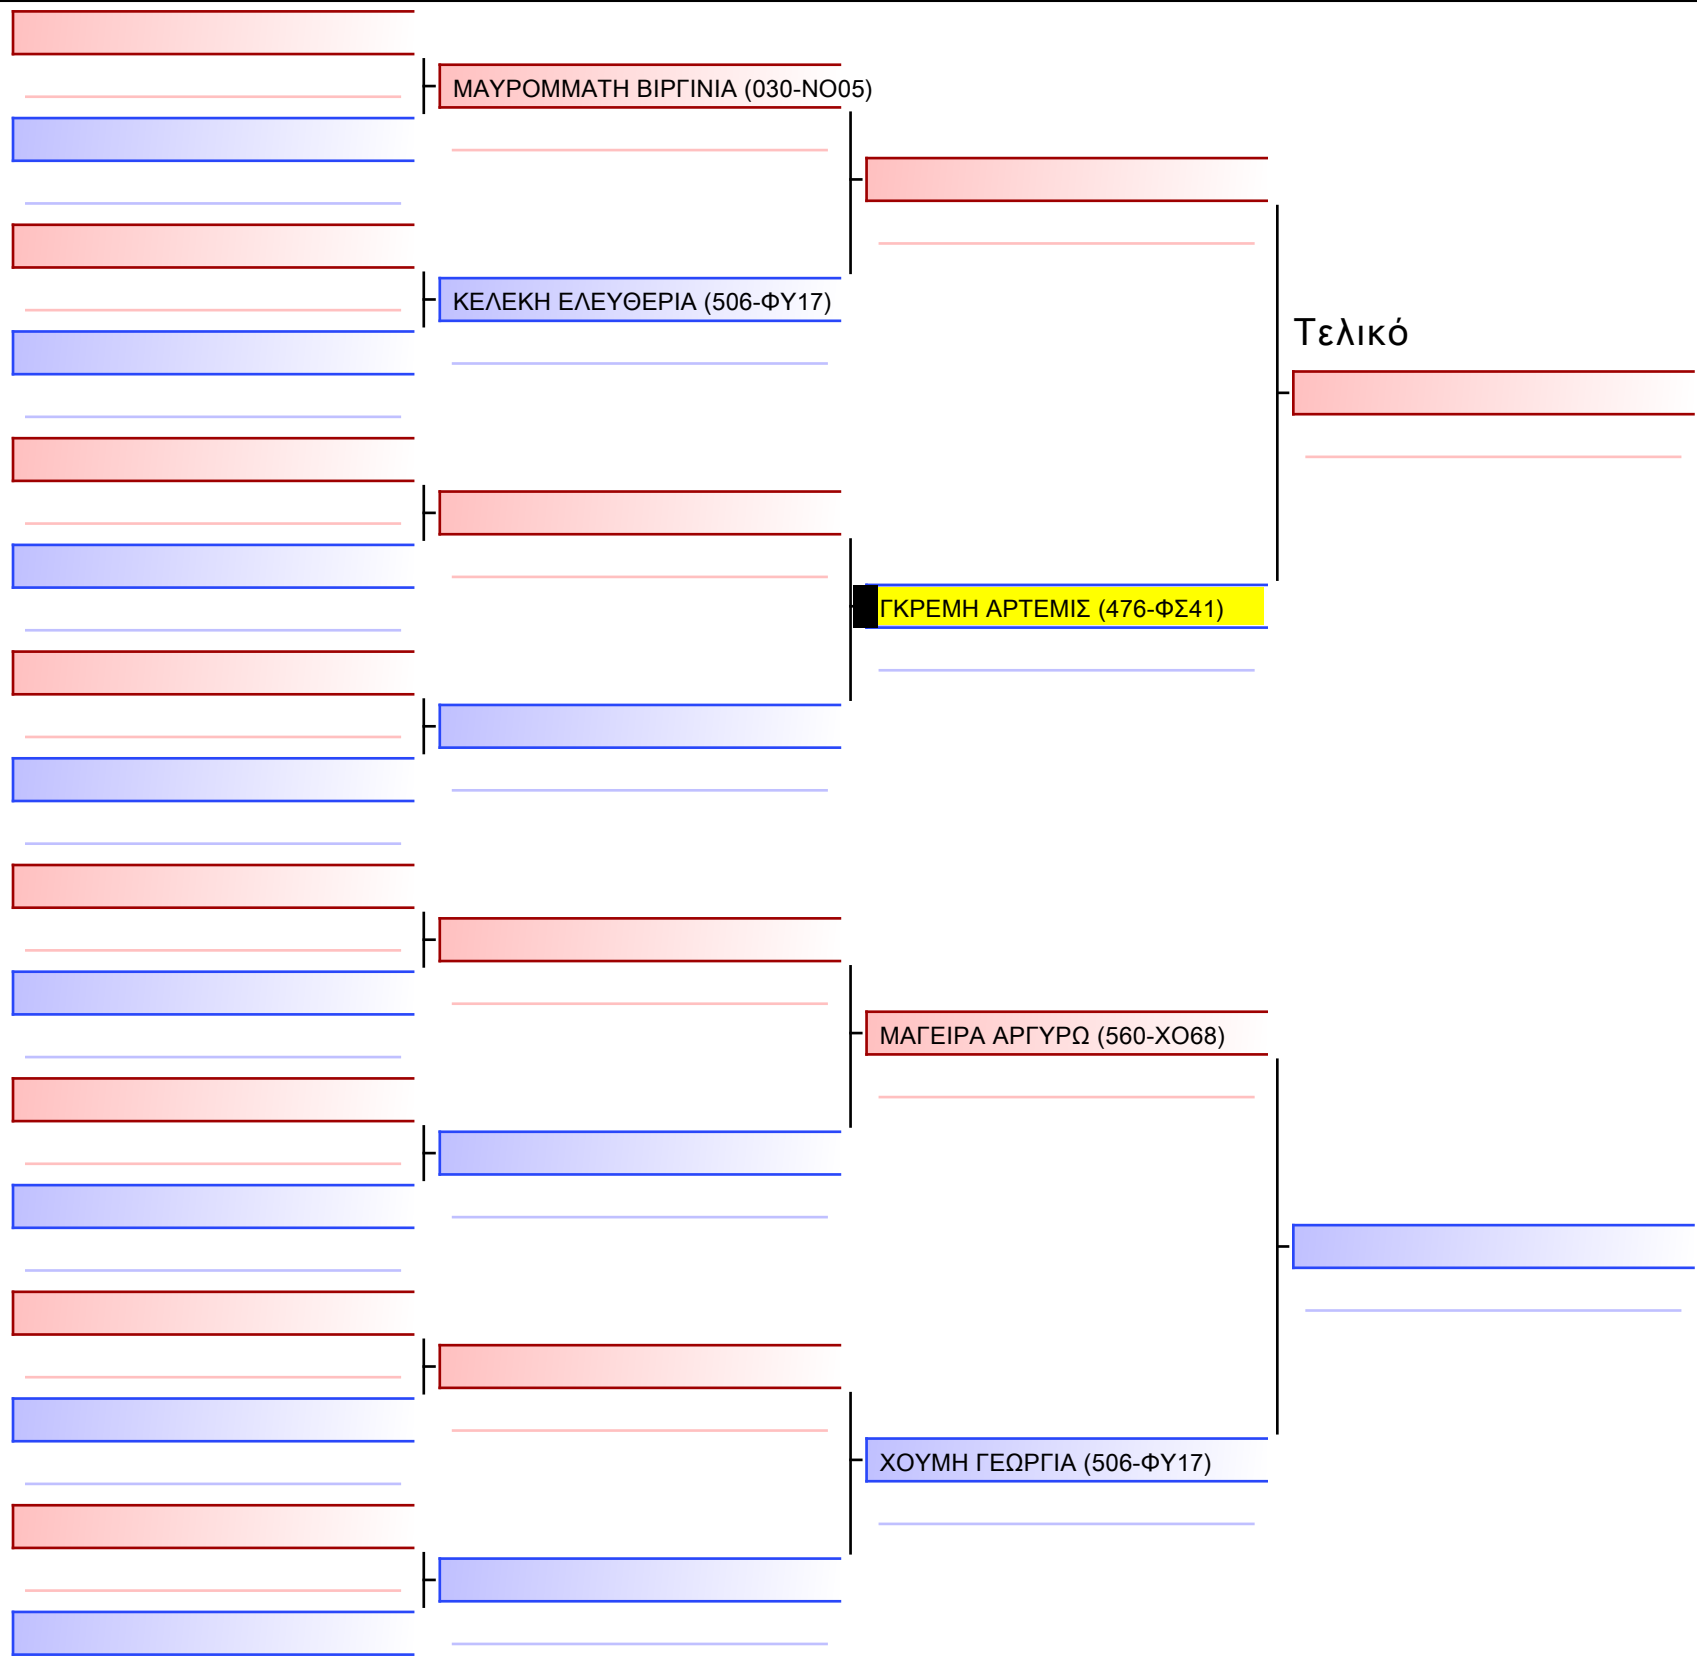 ΜΑΥΡΟΜΜΑΤΗ ΒΙΡΓΙΝΙΑ (030-ΝΟ05)
ΚΕΛΕΚΗ ΕΛΕΥΘΕΡΙΑ (506-ΦΥ17)
Τελικό
ΓΚΡΕΜΗ ΑΡΤΕΜΙΣ (476-ΦΣ41)
ΜΑΓΕΙΡΑ ΑΡΓΥΡΩ (560-ΧΟ68)
ΧΟΥΜΗ ΓΕΩΡΓΙΑ (506-ΦΥ17)